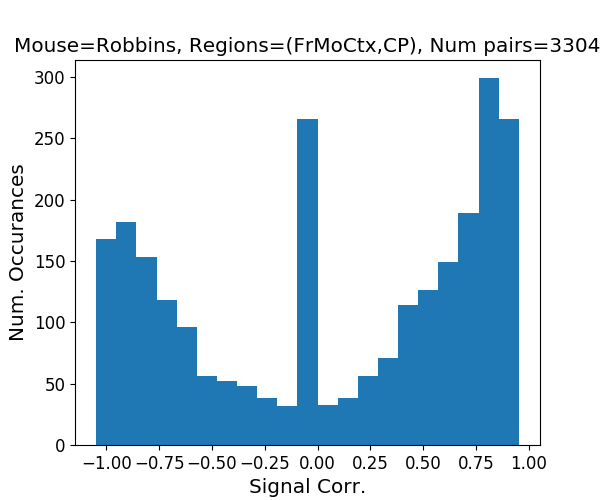 Mouse=Robbins, Regions=(FrMoCtx,CP), Num pairs=3304
Num. Occurances
300
250
200
150
100
50
0
−1.00 −0.75 −0.50 −0.25 0.00 0.25 0.50 0.75 1.00
Signal Corr.